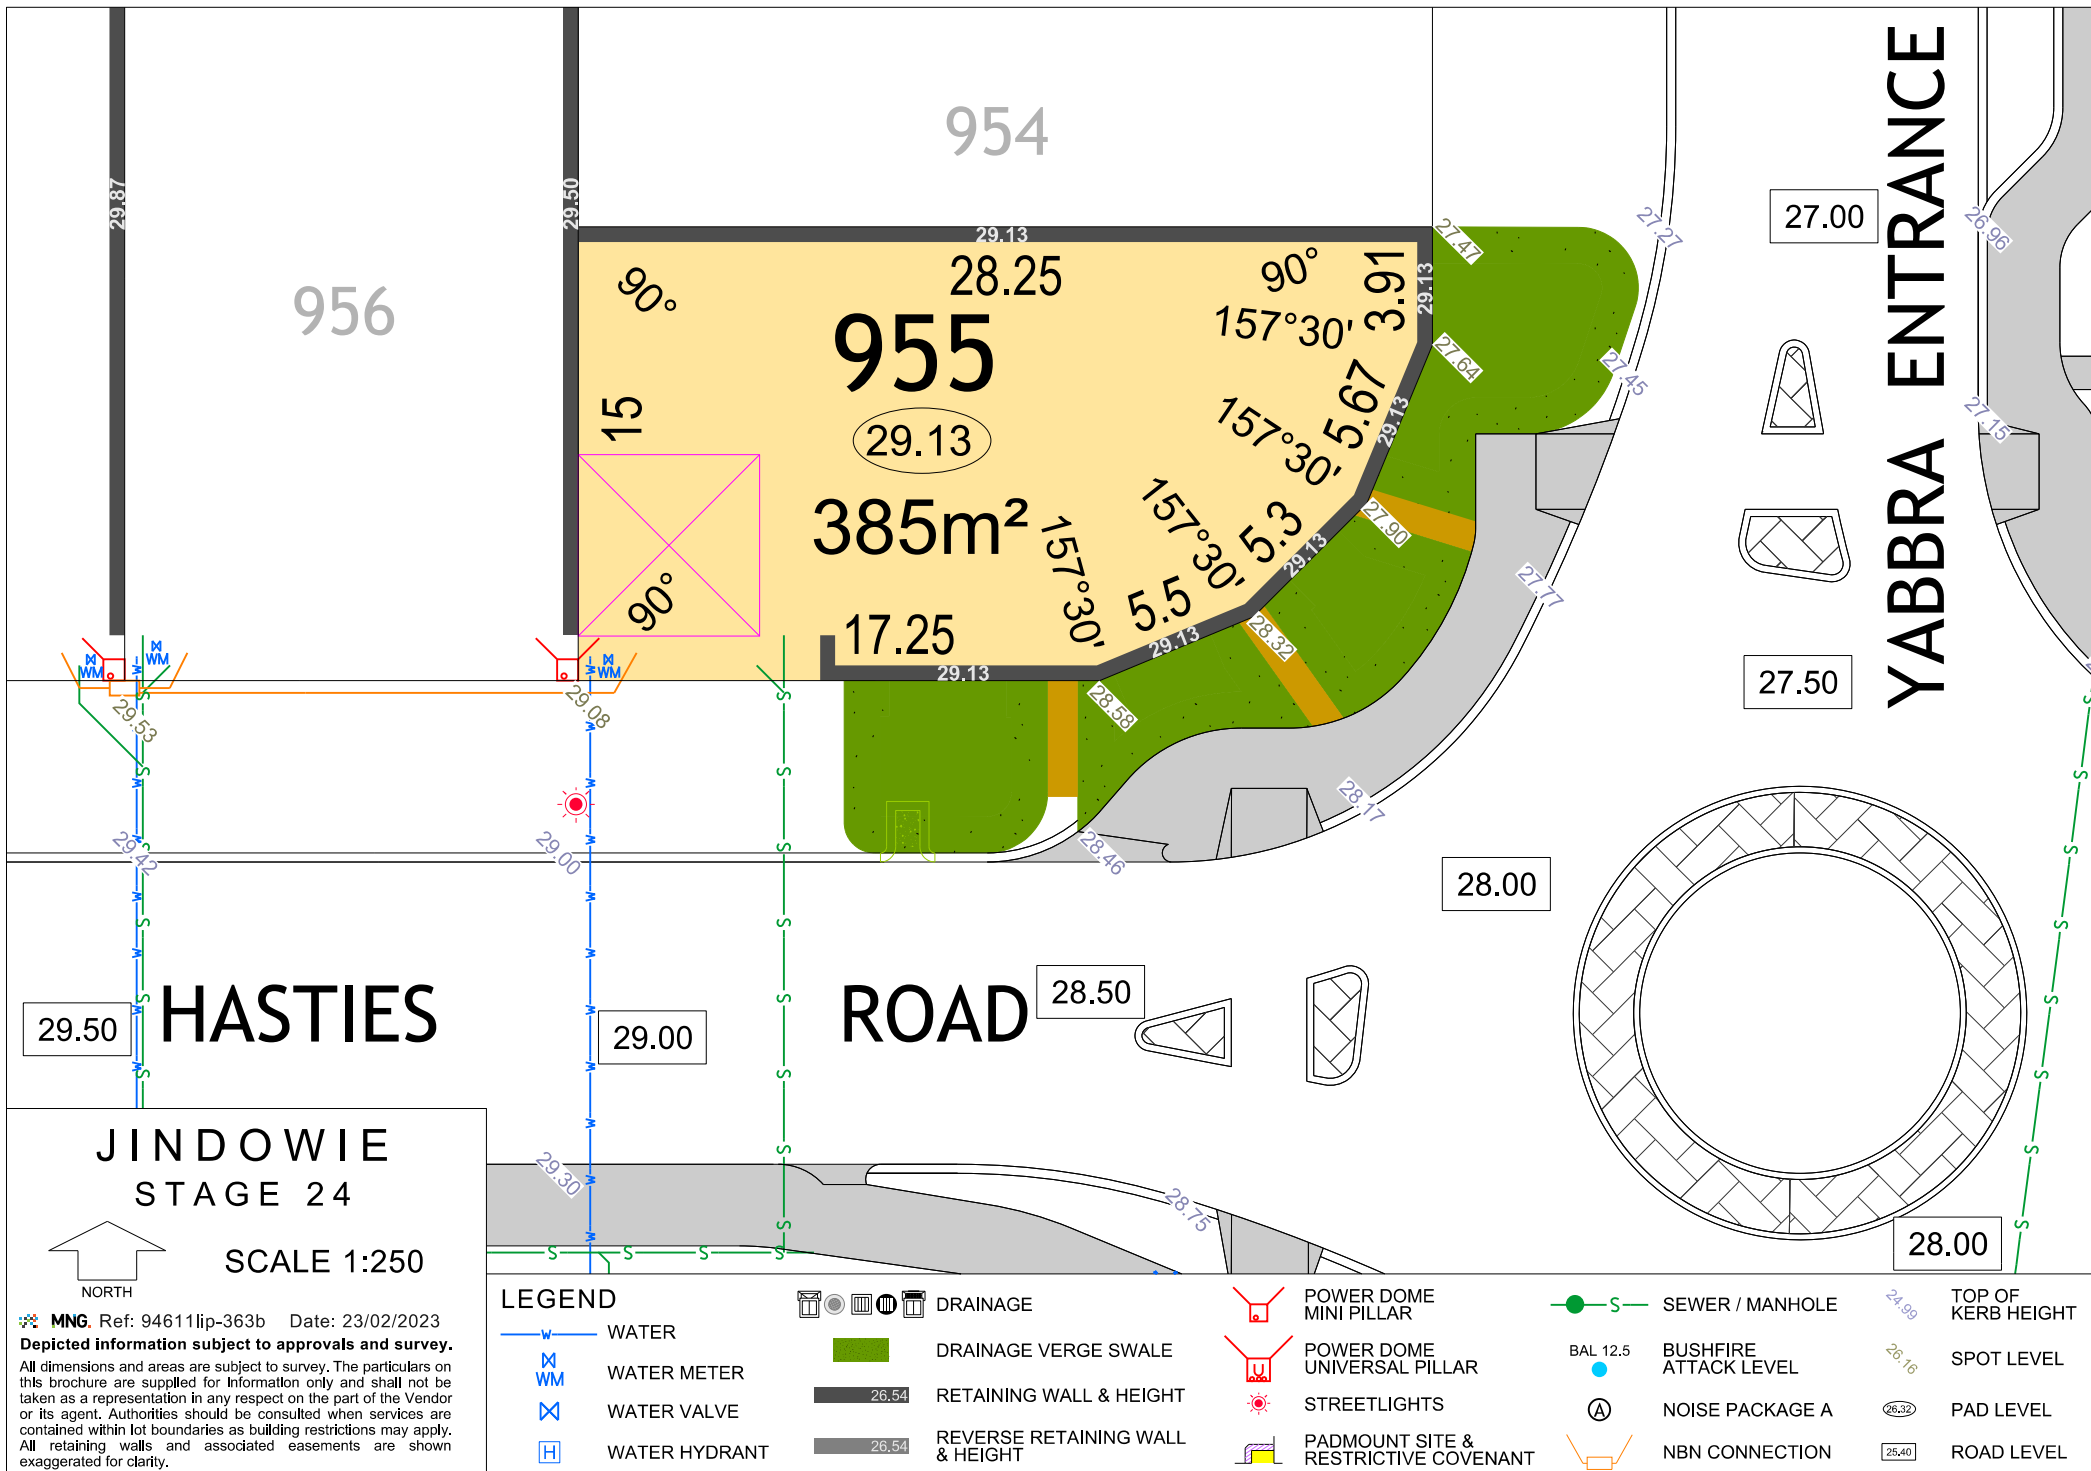 954
956
29.87
29.50
29.13
28.25
90°
90°
3.91
29.13
157°30'
955
15
29.13
385m²
5.67
29.13
157°30'
5.3
29.13
157°30'
5.5
29.13
157°30'
90°
17.25
29.13
27.47
27.64
27.90
28.32
28.58
27.27
27.45
27.77
28.17
28.46
26.96
27.15
27.00
27.50
28.00
28.00
28.50
29.00
29.50
YABBRA ENTRANCE
WM
WM
WM
29.53
29.08
29.42
29.00
HASTIES ROAD
29.30
28.75
JINDOWIE
STAGE 24
SCALE 1:250
NORTH
MNG. Ref: 94611lip-363b Date: 23/02/2023
Depicted information subject to approvals and survey.
All dimensions and areas are subject to survey. The particulars on
this brochure are supplied for information only and shall not be
taken as a representation in any respect on the part of the Vendor
or its agent. Authorities should be consulted when services are
contained within lot boundaries as building restrictions may apply.
All retaining walls and associated easements are shown
exaggerated for clarity.
LEGEND
W WATER
WM WATER METER
WATER VALVE
H WATER HYDRANT
DRAINAGE
DRAINAGE VERGE SWALE
26.54 RETAINING WALL & HEIGHT
26.54 REVERSE RETAINING WALL
& HEIGHT
POWER DOME
MINI PILLAR
U POWER DOME
UNIVERSAL PILLAR
STREETLIGHTS
PADMOUNT SITE &
RESTRICTIVE COVENANT
S SEWER / MANHOLE
BAL 12.5 BUSHFIRE
ATTACK LEVEL
A NOISE PACKAGE A
NBN CONNECTION
24.99 TOP OF
KERB HEIGHT
26.16 SPOT LEVEL
26.32 PAD LEVEL
25.40 ROAD LEVEL